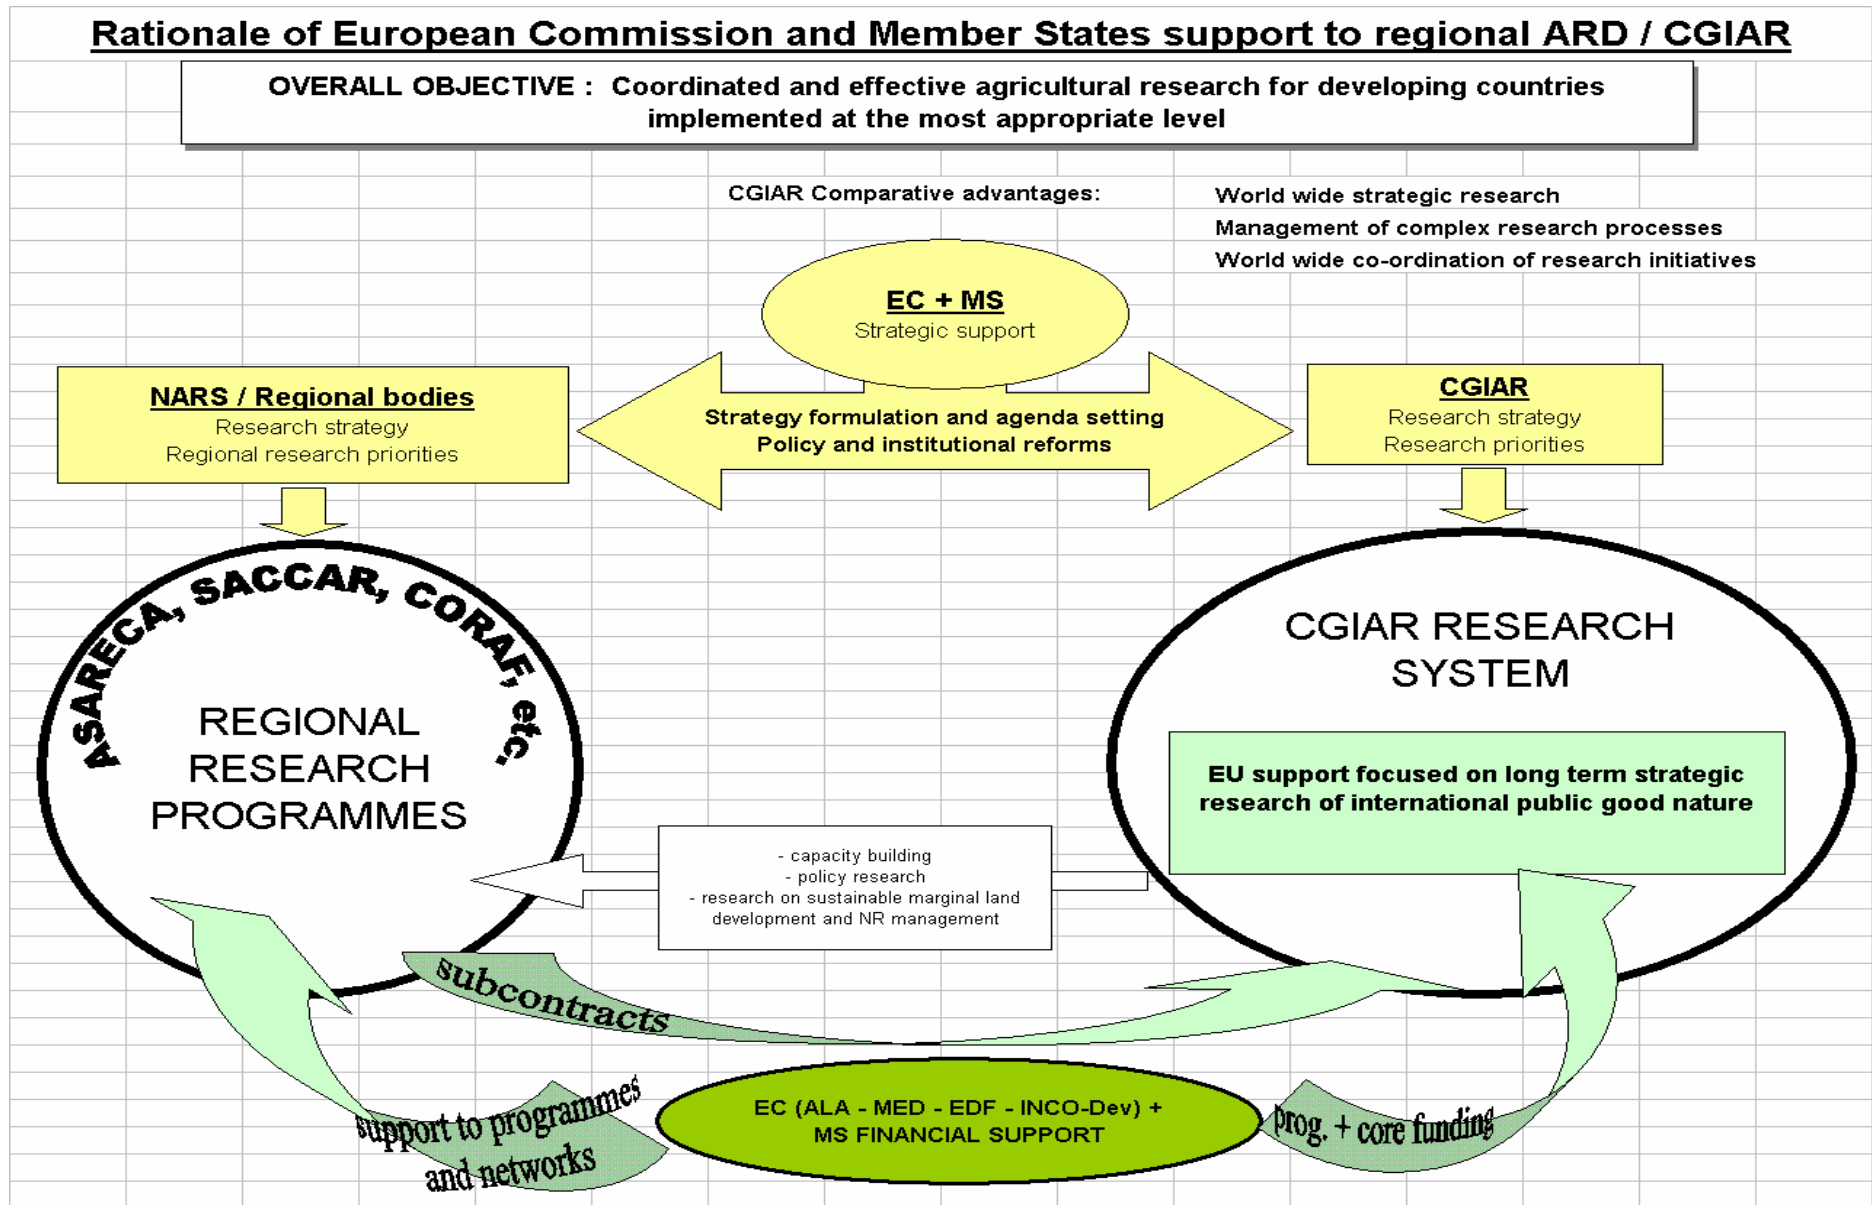 Rationale of European Commission and Member States support to regional ARD / CGIAR
OVERALL OBJECTIVE : Coordinated and effective agricultural research for developing countries
implemented at the most appropriate level
CGIAR Comparative advantages:
World wide strategic research
Management of complex research processes
World wide co-ordination of research initiatives
EC + MS
Strategic support
NARS / Regional bodies
Research strategy
Regional research priorities
Strategy formulation and agenda setting
Policy and institutional reforms
CGIAR
Research strategy
Research priorities
ASARECA, SACCAR, CORAF, etc.
REGIONAL
RESEARCH
PROGRAMMES
CGIAR RESEARCH
SYSTEM
EU support focused on long term strategic
research of international public good nature
- capacity building
- policy research
- research on sustainable marginal land
development and NR management
subcontracts
support to programmes
and networks
EC (ALA - MED - EDF - INCO-Dev) +
MS FINANCIAL SUPPORT
prog. + core funding